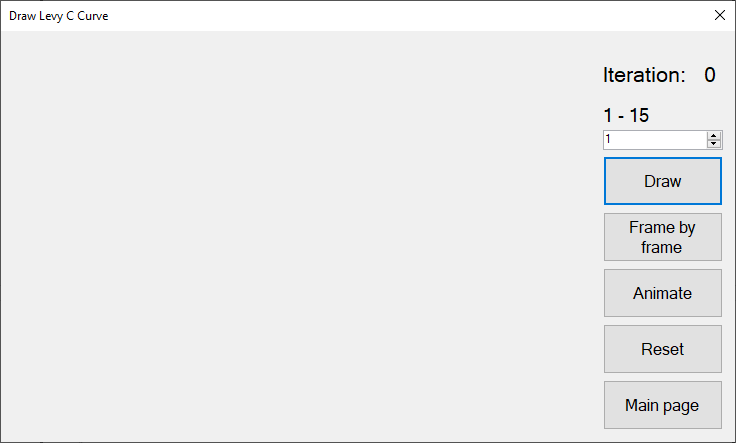 Draw Levy C Curve
Iteration: 0
1 - 15
1
Draw
Frame by
frame
Animate
Reset
Main page